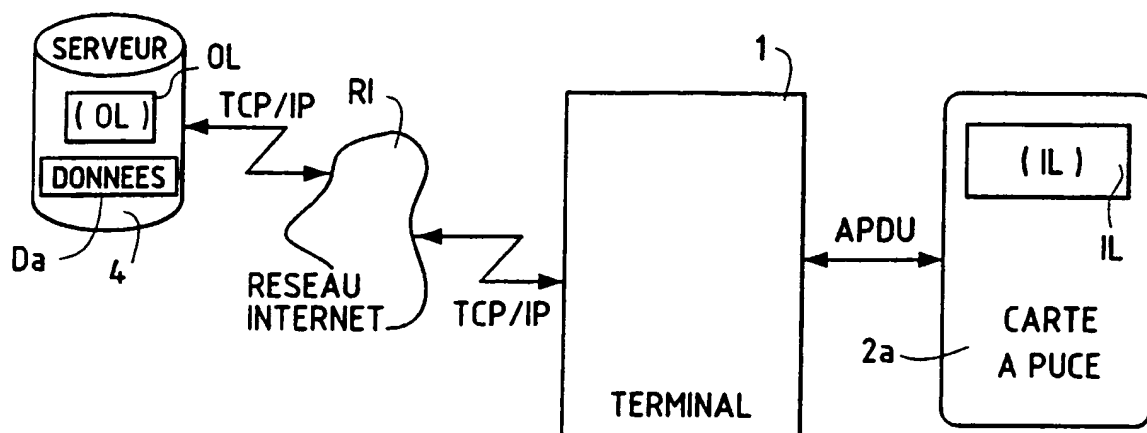 SERVEUR
OL
( OL )
DONNEES
Da
4
TCP/IP
RI
RESEAU
INTERNET
TCP/IP
1
TERMINAL
APDU
( IL )
IL
2a
CARTE
A PUCE